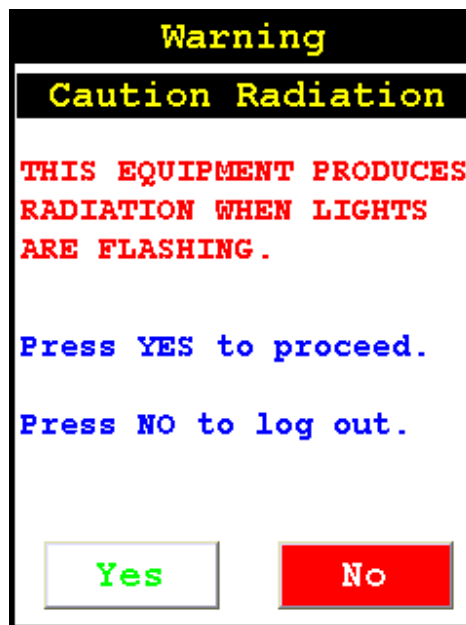 Warning
Caution Radiation
THIS EQUIPMENT PRODUCES
RADIATION WHEN LIGHTS
ARE FLASHING.
Press YES to proceed.
Press NO to log out.
Yes No